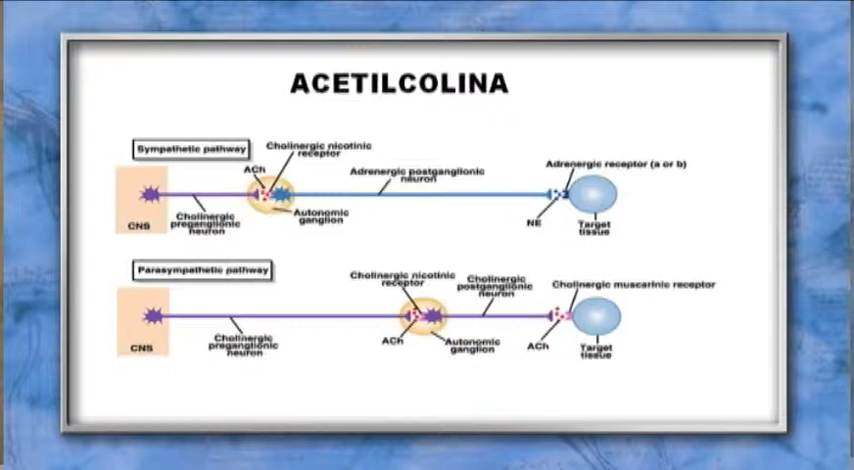 ACETILCOLINA
Sympathetic pathway
Cholinergic nicotinic
receptor
ACh
Adrenergic postganglionic
neuron
Adrenergic receptor (a or b)
CNS
Cholinergic
preganglionic
neuron
Autonomic
ganglion
NE
Target
tissue
Parasympathetic pathway
Cholinergic nicotinic
receptor
Cholinergic
postganglionic
neuron
Cholinergic muscarinic receptor
CNS
Cholinergic
preganglionic
neuron
ACh
Autonomic
ganglion
ACh
Target
tissue